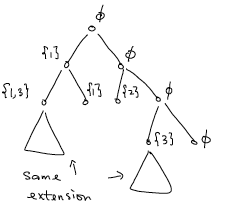 φ
{1} φ
{1,3} {1} {2} φ
{3} φ
same
extension